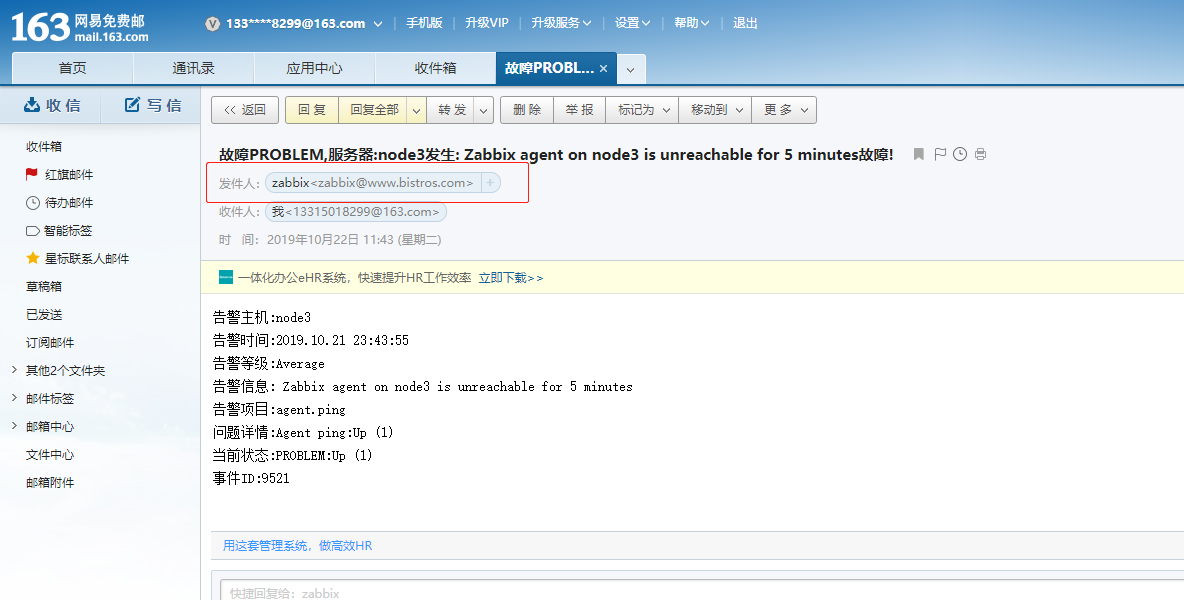 163 网易免费邮 mail.163.com
V 133****8299@163.com 手机版 升级VIP 升级服务 设置 帮助 退出
首页 通讯录 应用中心 收件箱 故障PROBL... ×
收信 写信
<< 返回 回复 回复全部 转发 删除 举报 标记为 移动到 更多
收件箱
红旗邮件
待办邮件
智能标签
星标联系人邮件
草稿箱
已发送
订阅邮件
其他2个文件夹
邮件标签
邮箱中心
文件中心
邮箱附件
故障PROBLEM,服务器:node3发生: Zabbix agent on node3 is unreachable for 5 minutes故障!
发件人: zabbix<zabbix@www.bistros.com> +
收件人: 我<13315018299@163.com>
时 间: 2019年10月22日 11:43 (星期二)
一体化办公eHR系统，快速提升HR工作效率 立即下载>>
告警主机:node3
告警时间:2019.10.21 23:43:55
告警等级:Average
告警信息: Zabbix agent on node3 is unreachable for 5 minutes
告警项目:agent.ping
问题详情:Agent ping:Up (1)
当前状态:PROBLEM:Up (1)
事件ID:9521
用这套管理系统，做高效HR
快捷回复给: zabbix